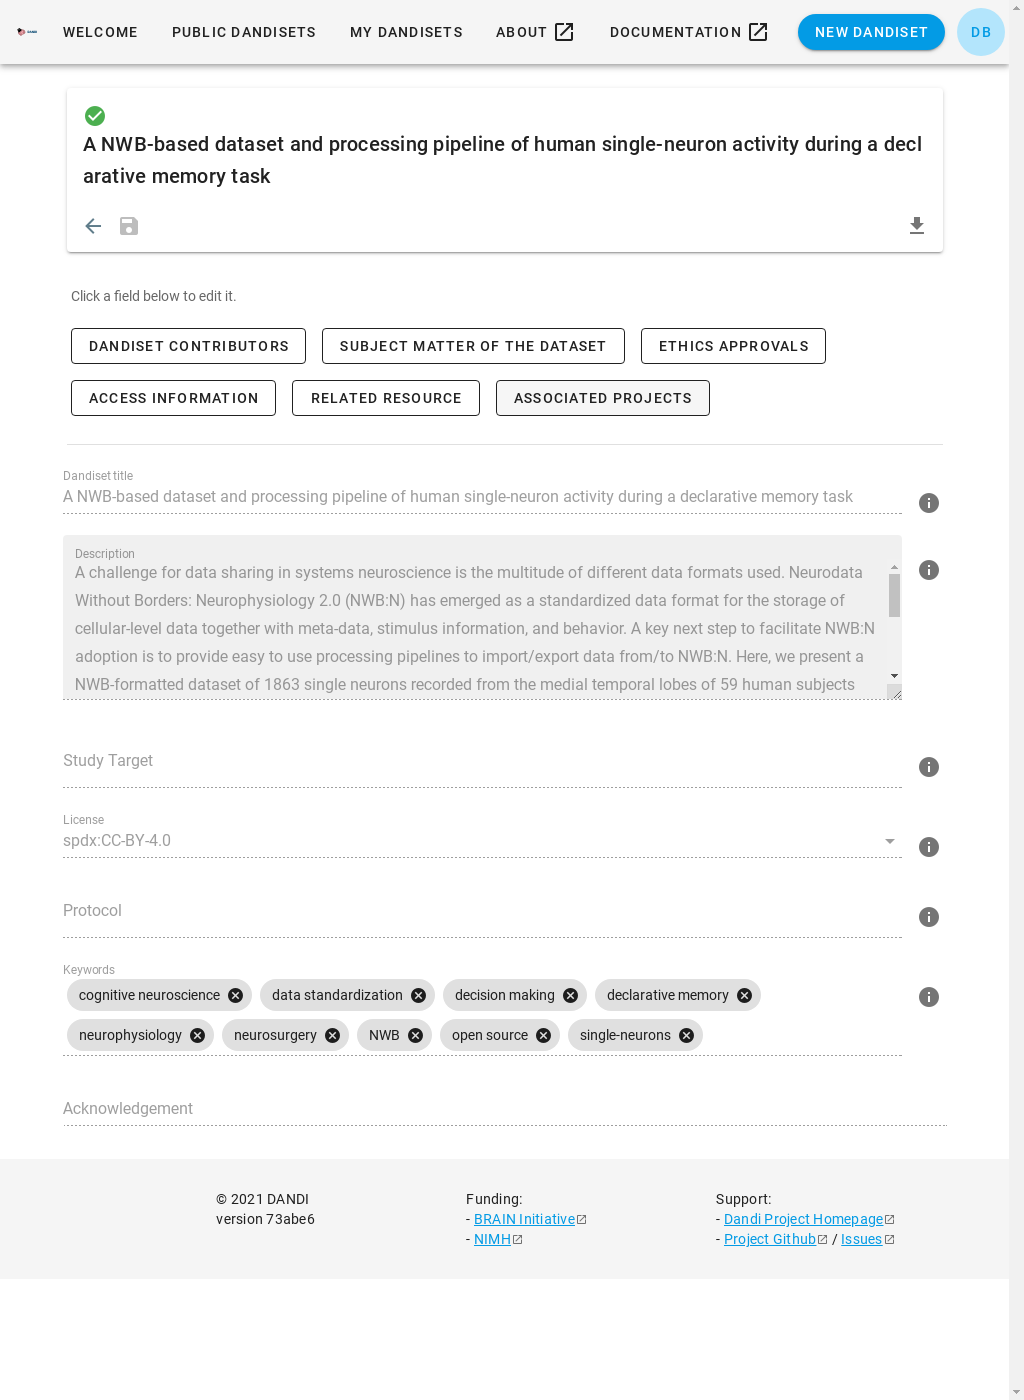 WELCOME PUBLIC DANDISETS MY DANDISETS ABOUT DOCUMENTATION NEW DANDISET DB
A NWB-based dataset and processing pipeline of human single-neuron activity during a decl
arative memory task
Click a field below to edit it.
DANDISET CONTRIBUTORS SUBJECT MATTER OF THE DATASET ETHICS APPROVALS
ACCESS INFORMATION RELATED RESOURCE ASSOCIATED PROJECTS
Dandiset title
A NWB-based dataset and processing pipeline of human single-neuron activity during a declarative memory task
Description
A challenge for data sharing in systems neuroscience is the multitude of different data formats used. Neurodata
Without Borders: Neurophysiology 2.0 (NWB:N) has emerged as a standardized data format for the storage of
cellular-level data together with meta-data, stimulus information, and behavior. A key next step to facilitate NWB:N
adoption is to provide easy to use processing pipelines to import/export data from/to NWB:N. Here, we present a
NWB-formatted dataset of 1863 single neurons recorded from the medial temporal lobes of 59 human subjects
Study Target
License
spdx:CC-BY-4.0
Protocol
Keywords
cognitive neuroscience data standardization decision making declarative memory
neurophysiology neurosurgery NWB open source single-neurons
Acknowledgement
© 2021 DANDI Funding: Support:
version 73abe6 - BRAIN Initiative - Dandi Project Homepage
- NIMH - Project Github / Issues